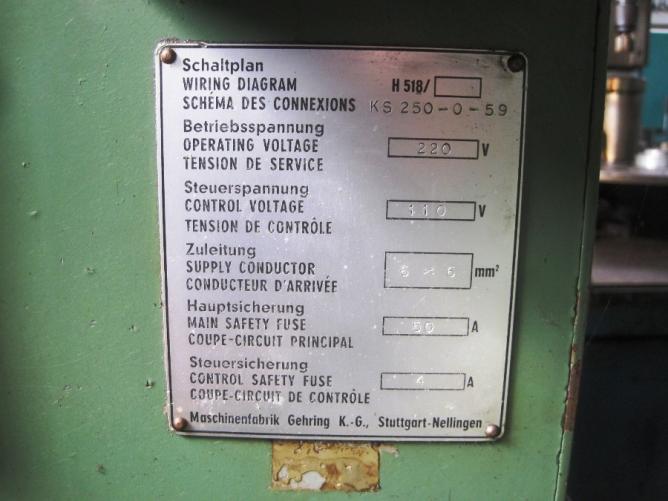 Schaltplan
WIRING DIAGRAM H 518/
SCHÉMA DES CONNEXIONS KS 250-0-59
Betriebsspannung
OPERATING VOLTAGE 220 V
TENSION DE SERVICE
Steuerspannung
CONTROL VOLTAGE 110 V
TENSION DE CONTRÔLE
Zuleitung
SUPPLY CONDUCTOR mm²
CONDUCTEUR D'ARRIVÉE
Hauptsicherung
MAIN SAFETY FUSE 50 A
COUPE-CIRCUIT PRINCIPAL
Steuersicherung
CONTROL SAFETY FUSE 4 A
COUPE-CIRCUIT DE CONTRÔLE
Maschinenfabrik Gehring K.-G., Stuttgart-Nellingen